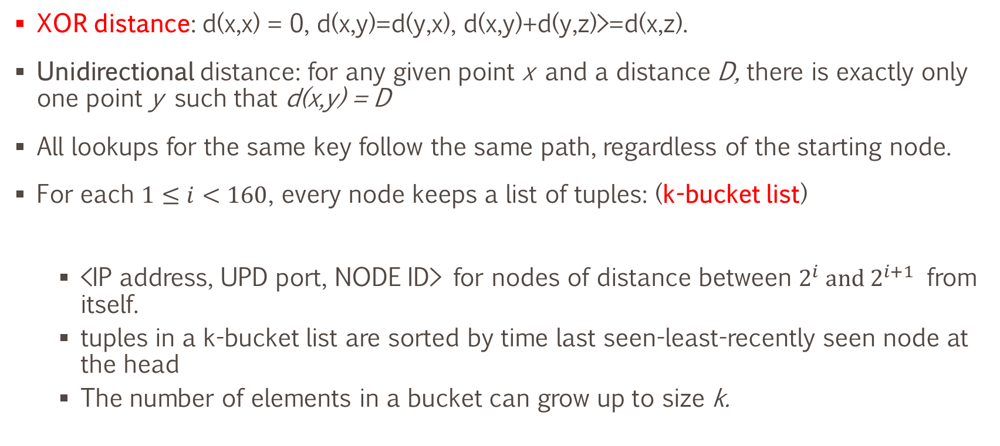 ▪ XOR distance: d(x,x) = 0, d(x,y)=d(y,x), d(x,y)+d(y,z)>=d(x,z).
▪ Unidirectional distance: for any given point x and a distance D, there is exactly only
one point y such that d(x,y) = D
▪ All lookups for the same key follow the same path, regardless of the starting node.
▪ For each 1 ≤ i < 160, every node keeps a list of tuples: (k-bucket list)
▪ <IP address, UPD port, NODE ID> for nodes of distance between 2^i and 2^{i+1} from
itself.
▪ tuples in a k-bucket list are sorted by time last seen-least-recently seen node at
the head
▪ The number of elements in a bucket can grow up to size k.